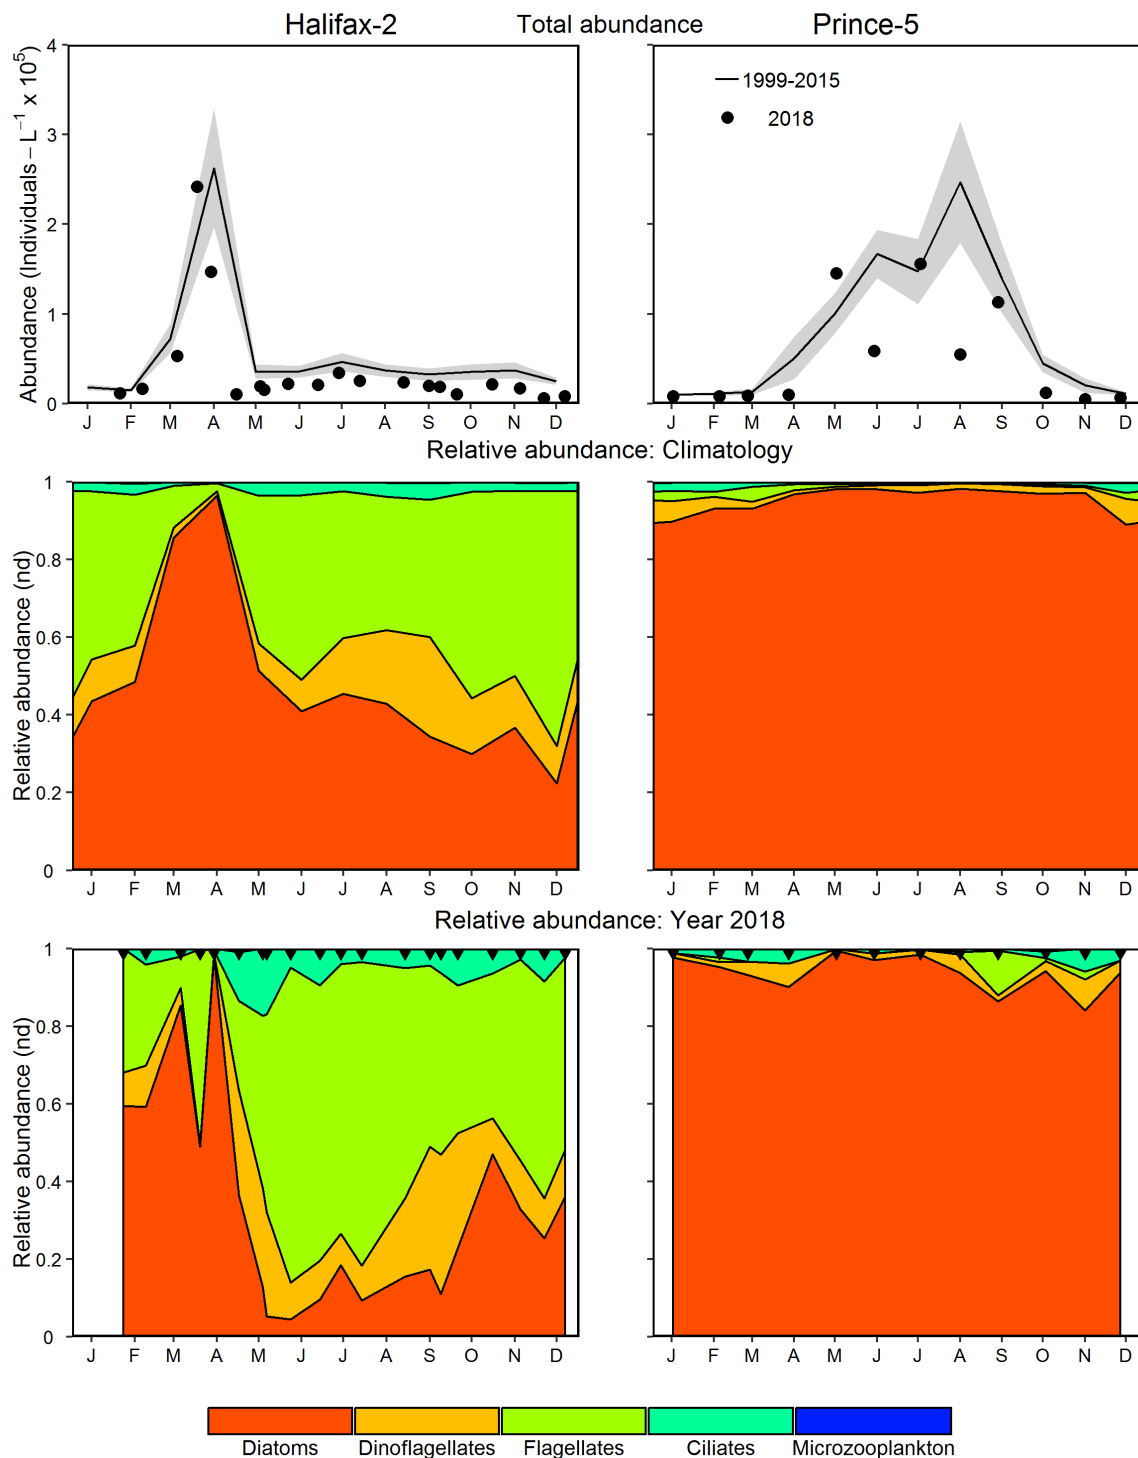 Halifax-2 Total abundance Prince-5
Abundance (Individuals – L⁻¹ x 10⁵)
4
3
2
1
0
1999-2015
2018
J F M A M J J A S O N D
J F M A M J J A S O N D
Relative abundance: Climatology
Relative abundance (nd)
1
0.8
0.6
0.4
0.2
0
J F M A M J J A S O N D
J F M A M J J A S O N D
Relative abundance: Year 2018
Relative abundance (nd)
1
0.8
0.6
0.4
0.2
0
J F M A M J J A S O N D
J F M A M J J A S O N D
Diatoms Dinoflagellates Flagellates Ciliates Microzooplankton